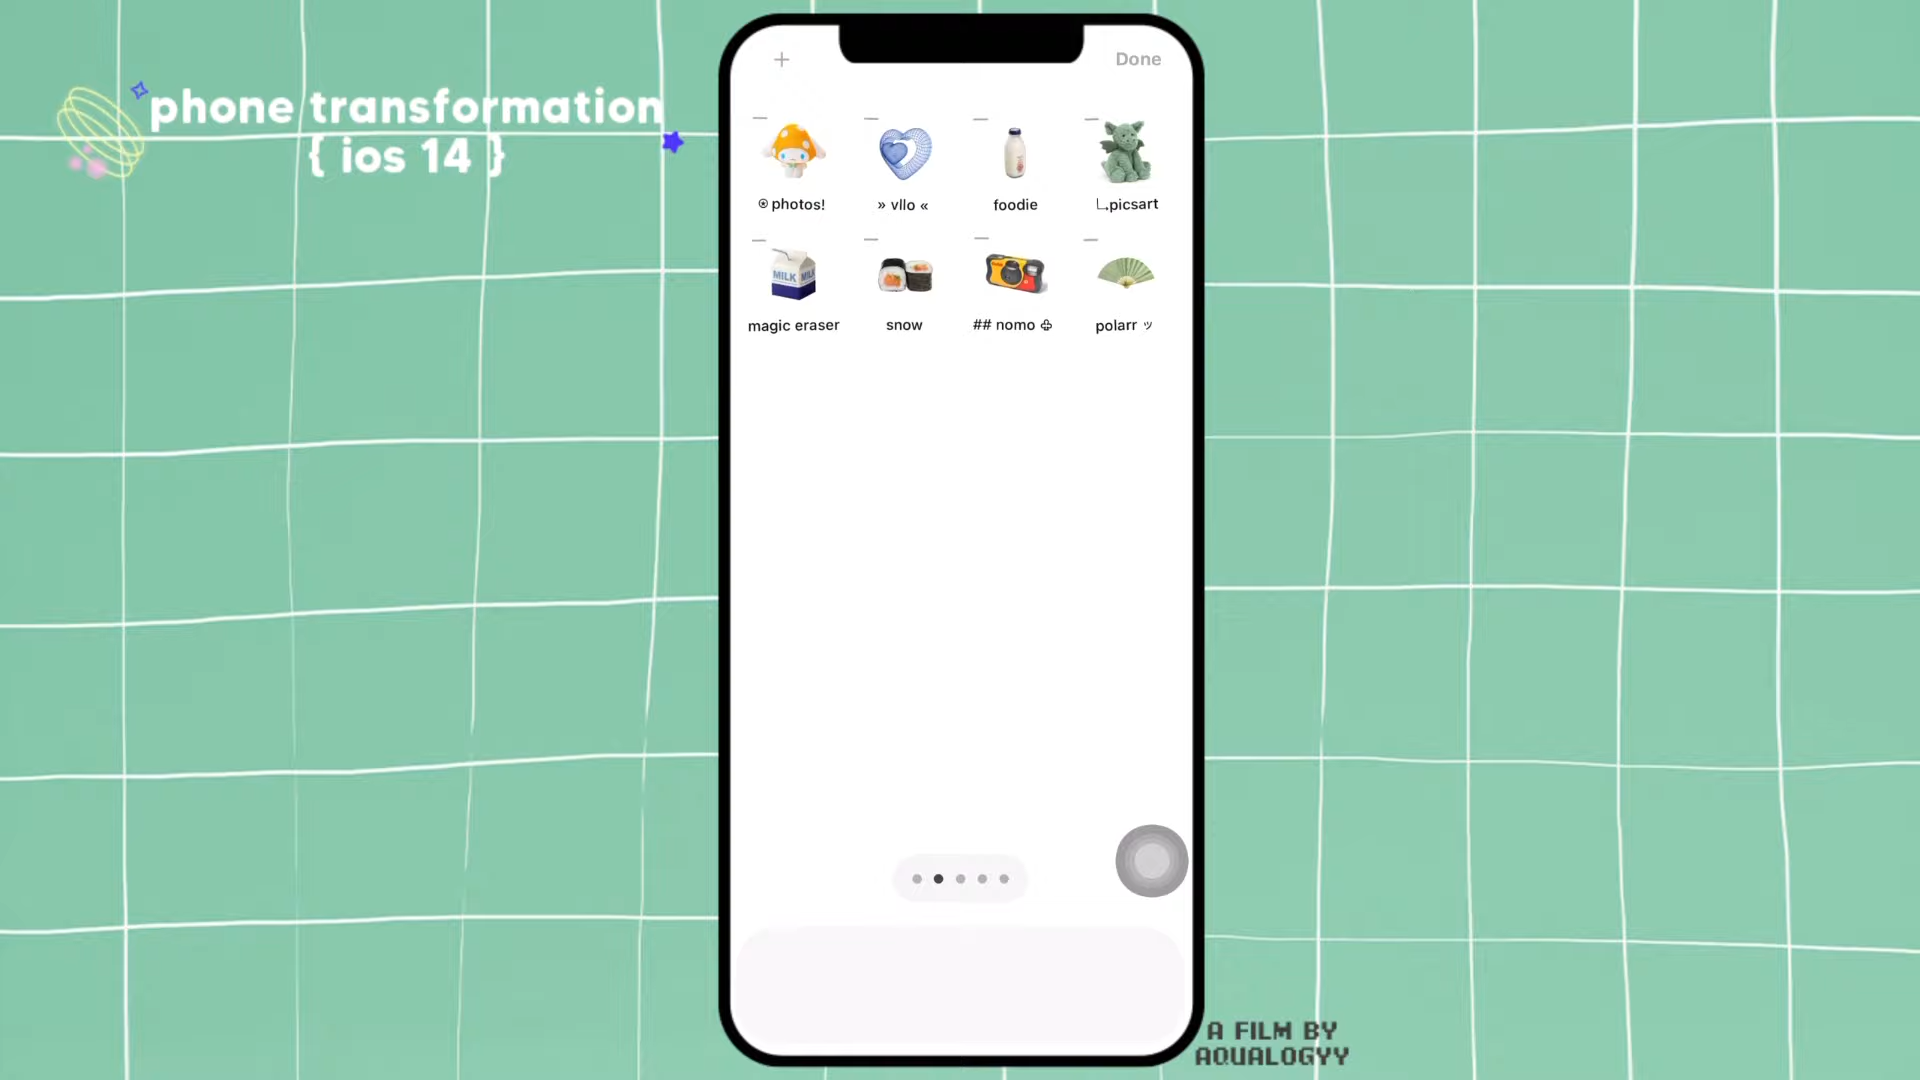 phone transformation
{ ios 14 }
+
Done
⍟ photos!
» vllo «
foodie
picsart
MILK MILK
magic eraser
snow
## nomo
polarr ッ
A FILM BY
AQUALOGYY